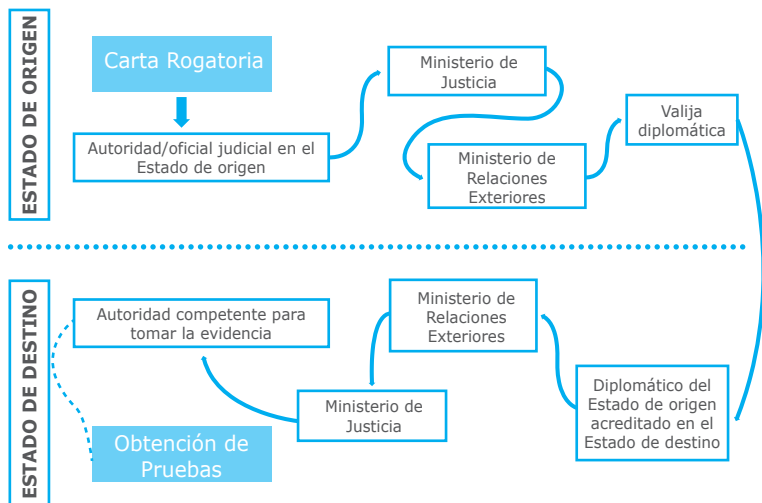 ESTADO DE ORIGEN
Carta Rogatoria
Autoridad/oficial judicial en el
Estado de origen
Ministerio de
Justicia
Ministerio de
Relaciones
Exteriores
Valija
diplomática
ESTADO DE DESTINO
Diplomático del
Estado de origen
acreditado en el
Estado de destino
Ministerio de
Relaciones
Exteriores
Ministerio de
Justicia
Autoridad competente para
tomar la evidencia
Obtención de
Pruebas